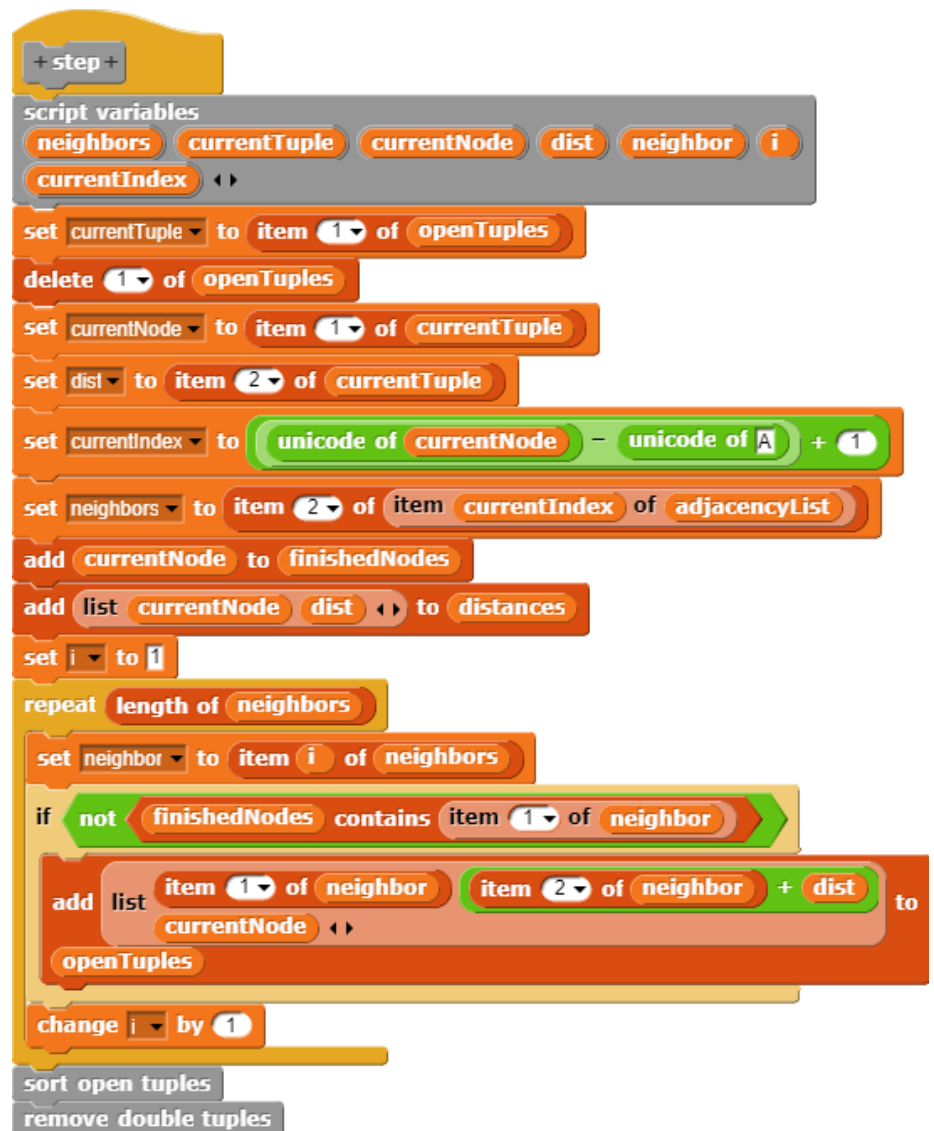 + step +
script variables
neighbors currentTuple currentNode dist neighbor i
currentIndex
set currentTuple to item 1 of openTuples
delete 1 of openTuples
set currentNode to item 1 of currentTuple
set dist to item 2 of currentTuple
set currentIndex to unicode of currentNode - unicode of A + 1
set neighbors to item 2 of item currentIndex of adjacencyList
add currentNode to finishedNodes
add list currentNode dist to distances
set i to 1
repeat length of neighbors
set neighbor to item i of neighbors
if not finishedNodes contains item 1 of neighbor
add list item 1 of neighbor item 2 of neighbor + dist to
currentNode
openTuples
change i by 1
sort open tuples
remove double tuples